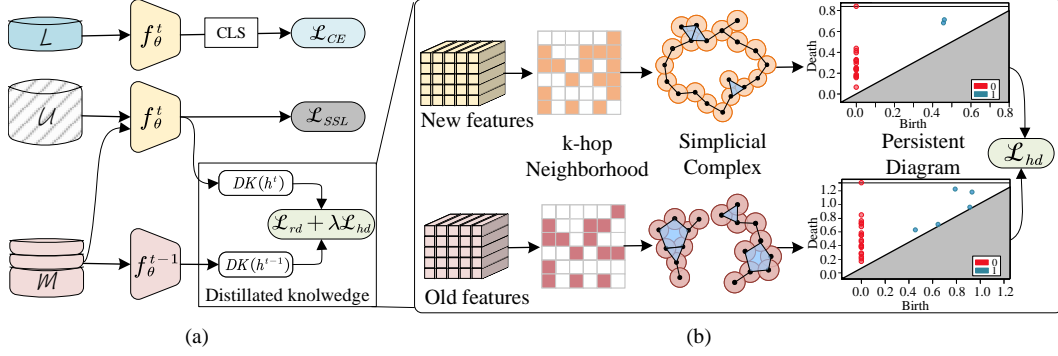 L
f_θ^t
CLS
ℒ_CE
U
f_θ^t
ℒ_SSL
DK(h^t)
ℒ_rd + λℒ_hd
M
f_θ^{t-1}
DK(h^{t-1})
Distillated knolwedge
(a)
New features
k-hop
Neighborhood
Simplicial
Complex
Persistent
Diagram
Old features
Death
0.8
0.6
0.4
0.2
0.0
0.0 0.2 0.4 0.6 0.8
Birth
0
1
ℒ_hd
Death
1.2
1.0
0.8
0.6
0.4
0.2
0.0
0.0 0.2 0.4 0.6 0.8 1.0 1.2
Birth
0
1
(b)